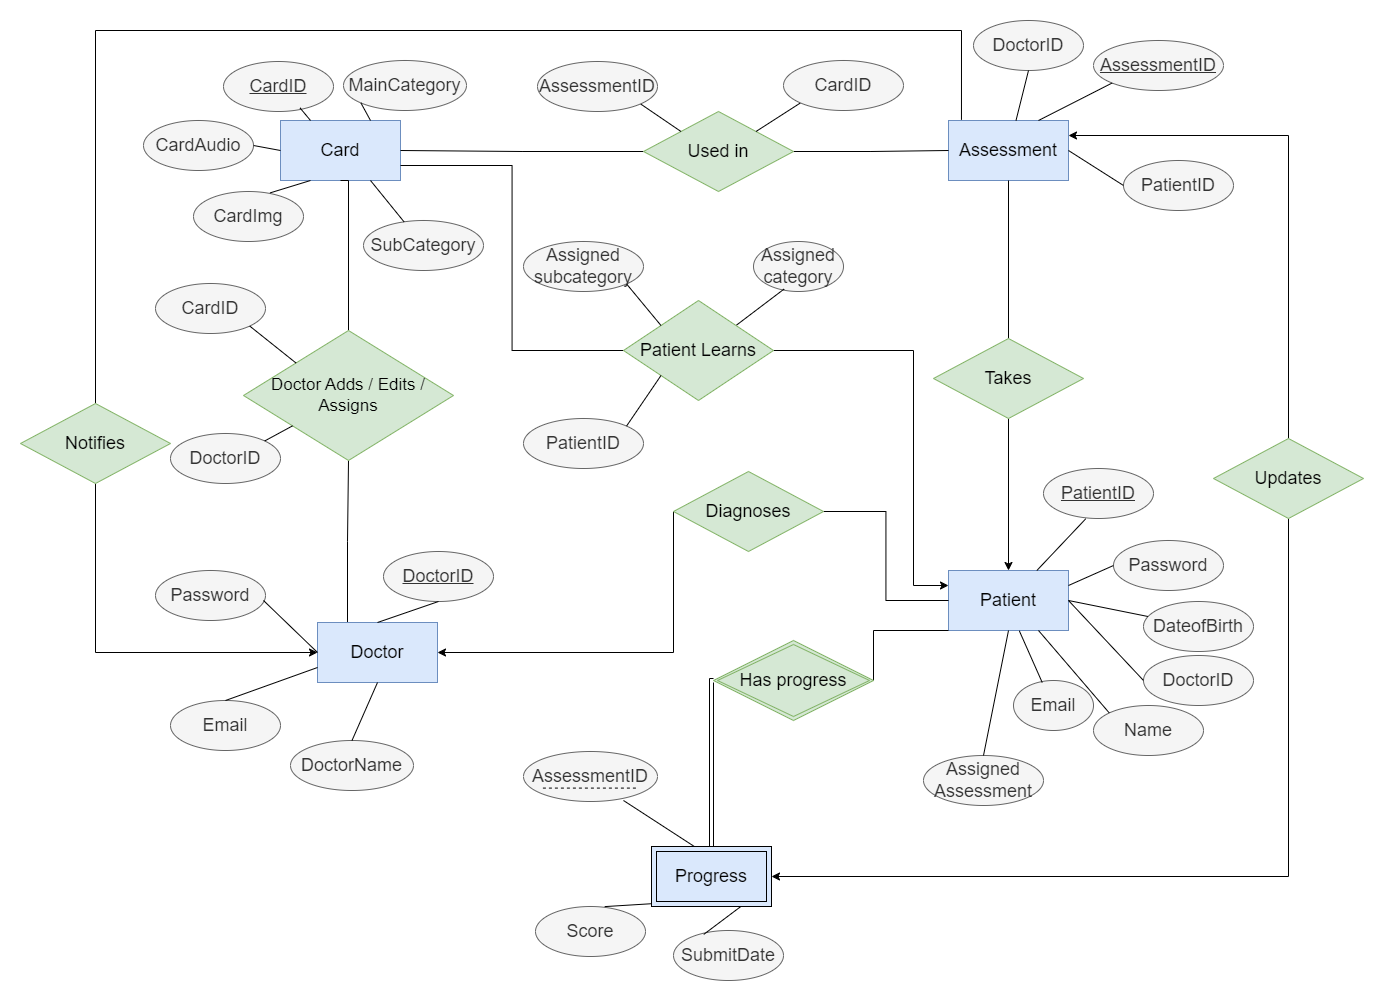 DoctorID
AssessmentID
CardID
MainCategory
AssessmentID
CardID
CardAudio
Card
Used in
Assessment
PatientID
CardImg
SubCategory
Assigned
subcategory
Assigned
category
CardID
Patient Learns
Takes
Doctor Adds / Edits /
Assigns
Notifies
DoctorID
PatientID
Updates
PatientID
Diagnoses
Password
DoctorID
Password
Patient
DateofBirth
Doctor
Has progress
DoctorID
Email
Email
Name
DoctorName
AssessmentID
Assigned
Assessment
Progress
Score
SubmitDate